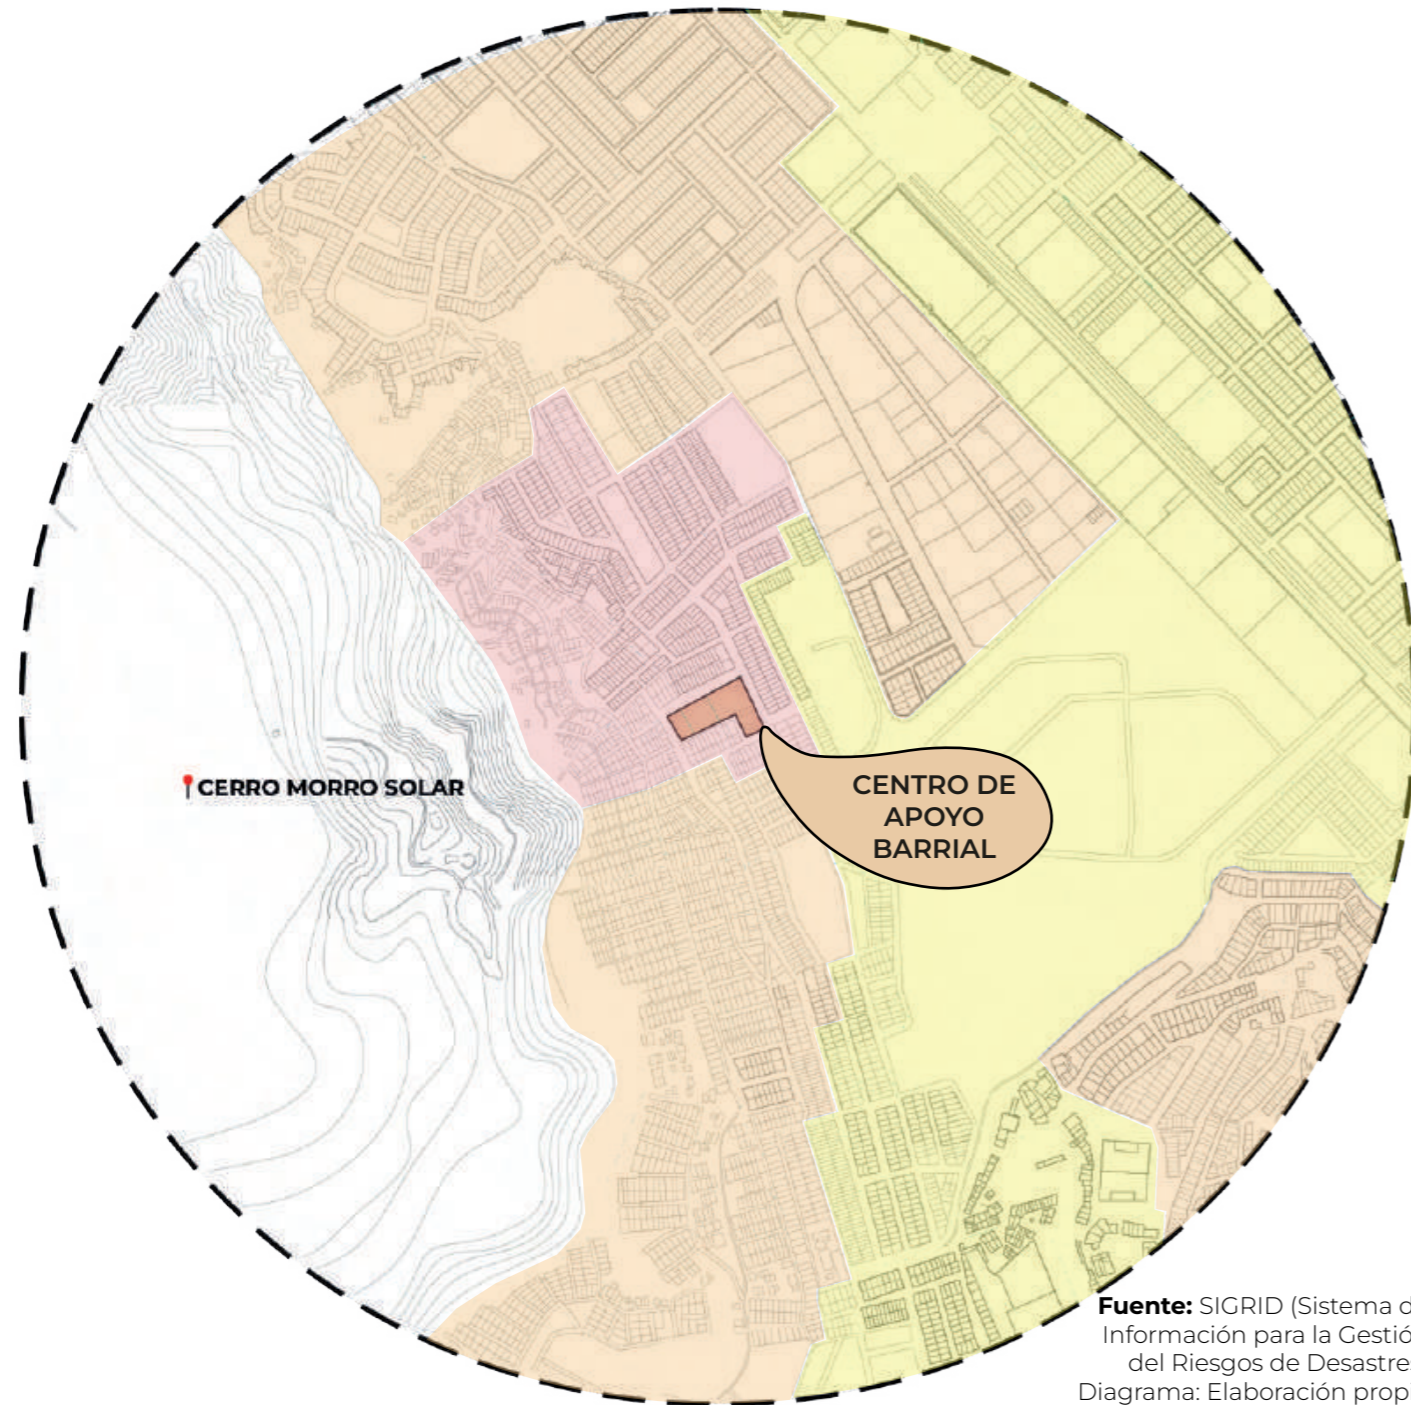 CERRO MORRO SOLAR
CENTRO DE
APOYO
BARRIAL
Fuente: SIGRID (Sistema d
Información para la Gestió
del Riesgos de Desastre
Diagrama: Elaboración prop